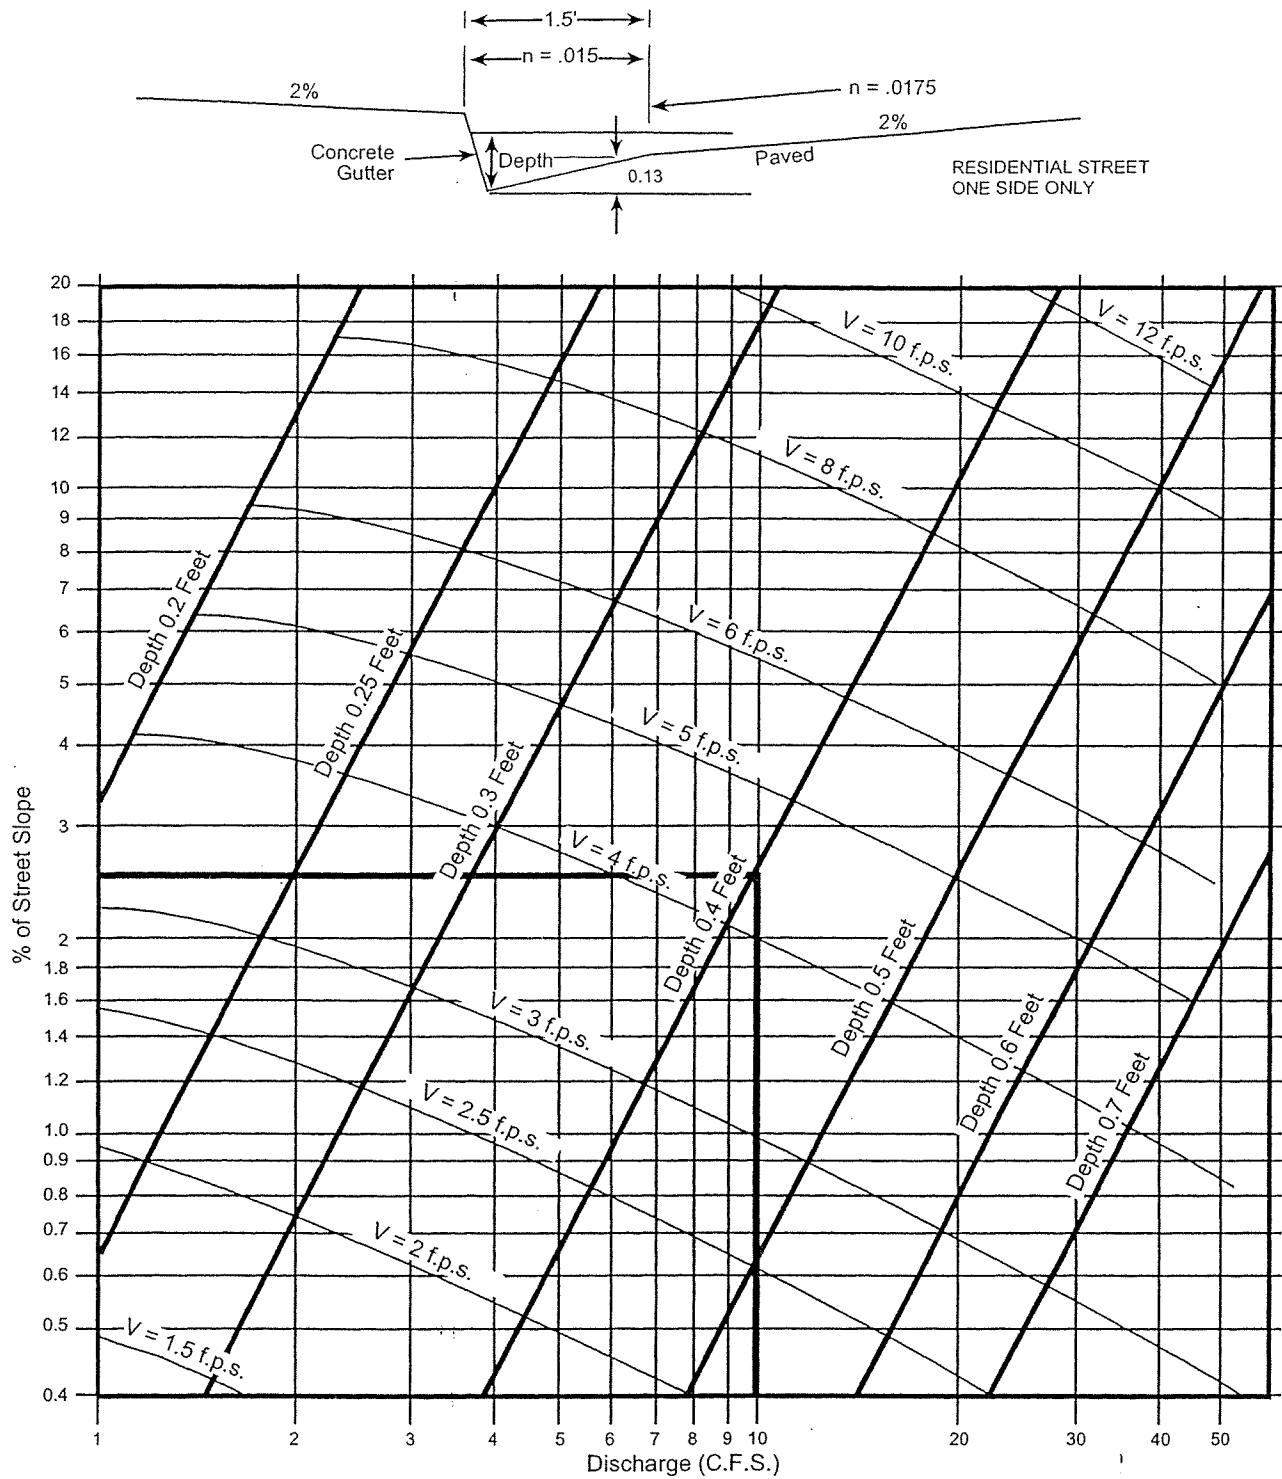 1.5'
n = .015
n = .0175
2%
2%
Concrete
Gutter
Depth
0.13
Paved
RESIDENTIAL STREET
ONE SIDE ONLY
20
18
16
14
12
10
9
8
7
6
5
4
3
2
1.8
1.6
1.4
1.2
1.0
0.9
0.8
0.7
0.6
0.5
0.4
% of Street Slope
V = 12 f.p.s.
V = 10 f.p.s.
V = 8 f.p.s.
V = 6 f.p.s.
V = 5 f.p.s.
V = 4 f.p.s.
V = 3 f.p.s.
V = 2.5 f.p.s.
V = 2 f.p.s.
V = 1.5 f.p.s.
Depth 0.2 Feet
Depth 0.25 Feet
Depth 0.3 Feet
Depth 0.4 Feet
Depth 0.5 Feet
Depth 0.6 Feet
Depth 0.7 Feet
1 2 3 4 5 6 7 8 9 10 20 30 40 50
Discharge (C.F.S.)